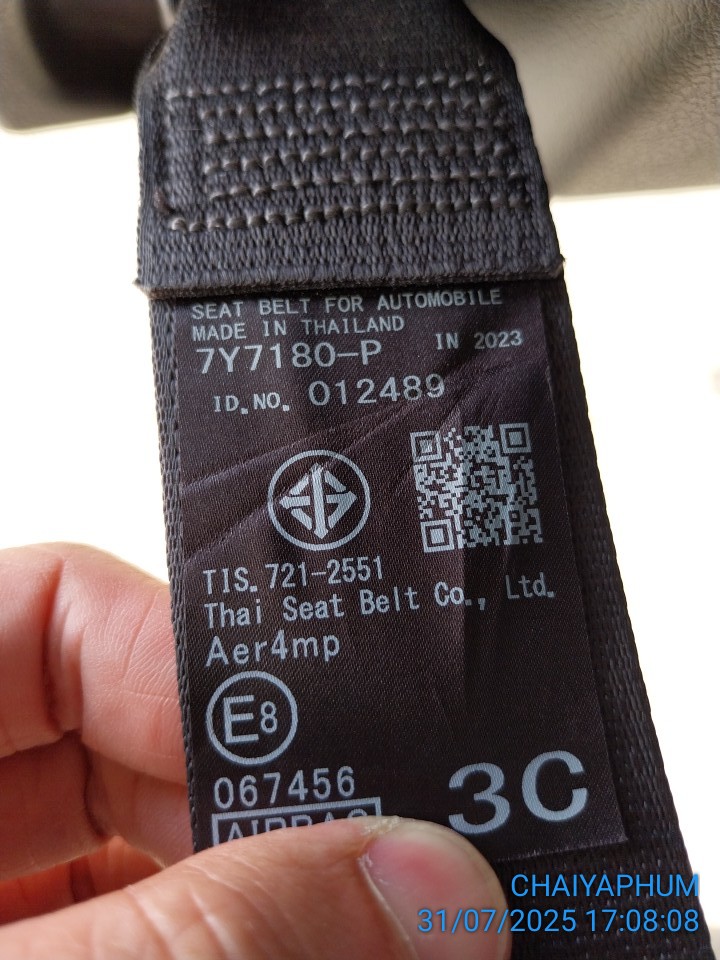 SEAT BELT FOR AUTOMOBILE
MADE IN THAILAND
7Y7180-P IN 2023
ID.NO. 012489
TIS.721-2551
Thai Seat Belt Co., Ltd.
Aer4mp
E8
067456
3C
AIRBAG
CHAIYAPHUM
31/07/2025 17:08:08